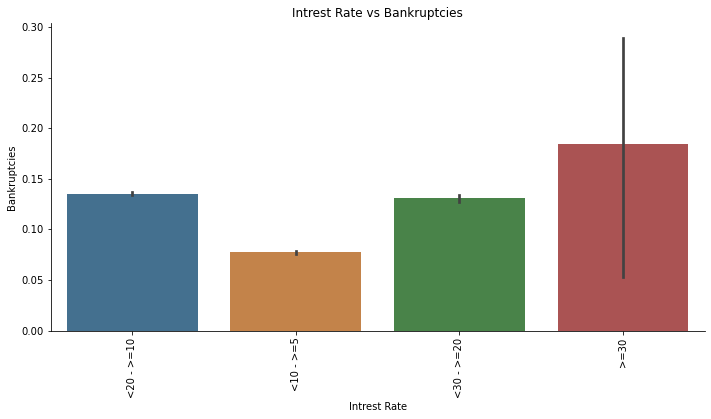 Intrest Rate vs Bankruptcies
0.30
0.25
0.20
0.15
0.10
0.05
0.00
Bankruptcies
<20 - >=10
<10 - >=5
<30 - >=20
>=30
Intrest Rate